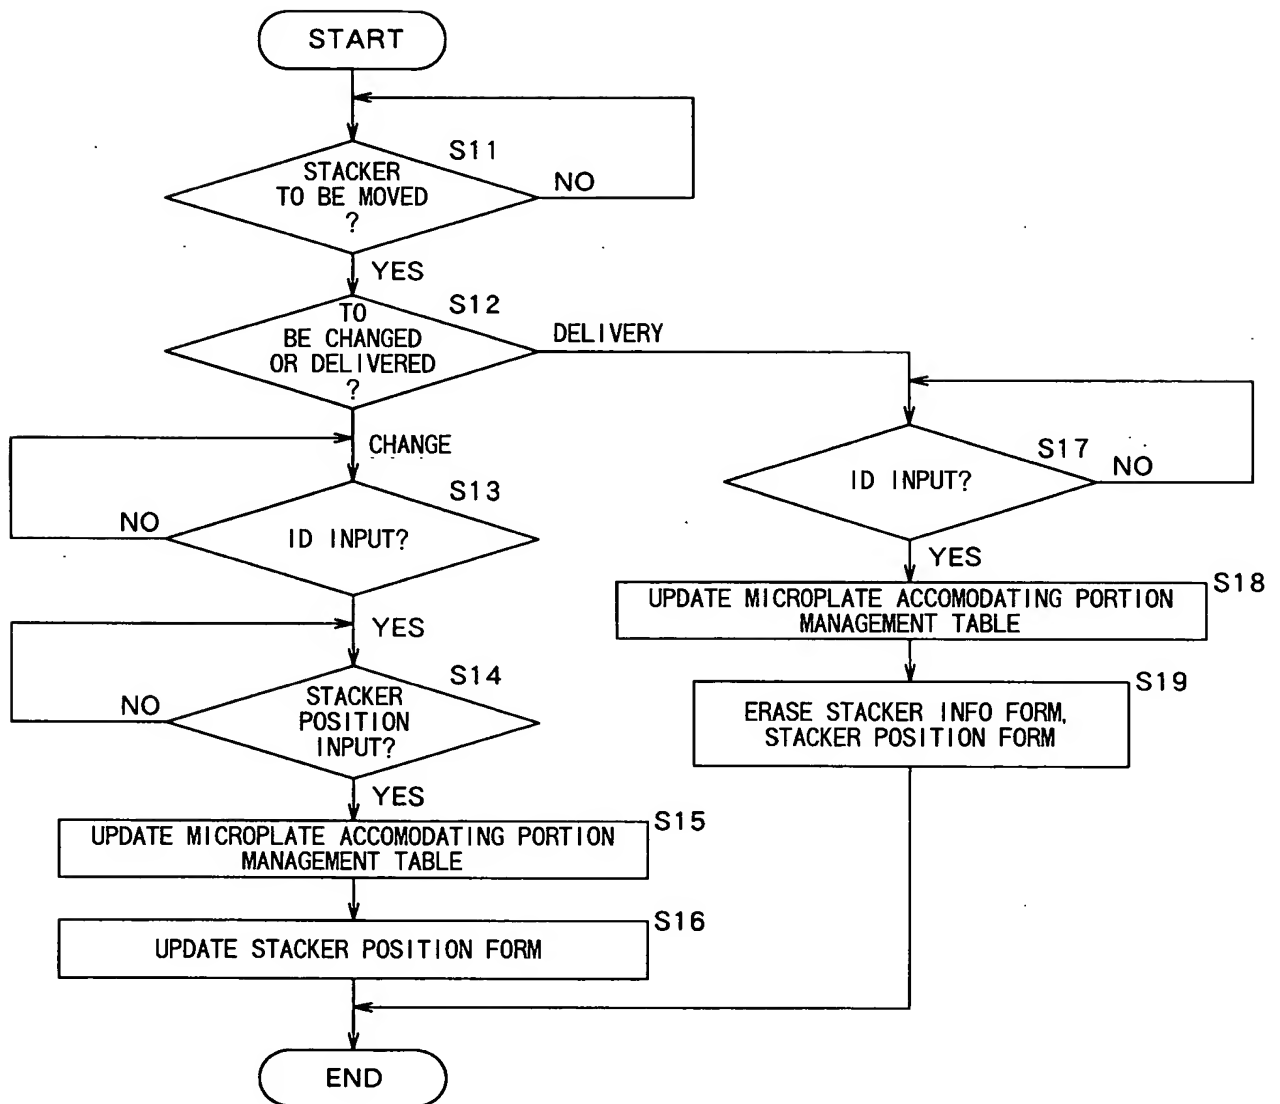 START
S11
STACKER
TO BE MOVED
?
NO
YES
S12
TO
BE CHANGED
OR DELIVERED
?
DELIVERY
CHANGE
S13
NO
ID INPUT?
YES
S14
NO
STACKER
POSITION
INPUT?
YES
UPDATE MICROPLATE ACCOMODATING PORTION
MANAGEMENT TABLE
S15
S16
UPDATE STACKER POSITION FORM
S17
ID INPUT?
NO
YES
S18
UPDATE MICROPLATE ACCOMODATING PORTION
MANAGEMENT TABLE
S19
ERASE STACKER INFO FORM,
STACKER POSITION FORM
END